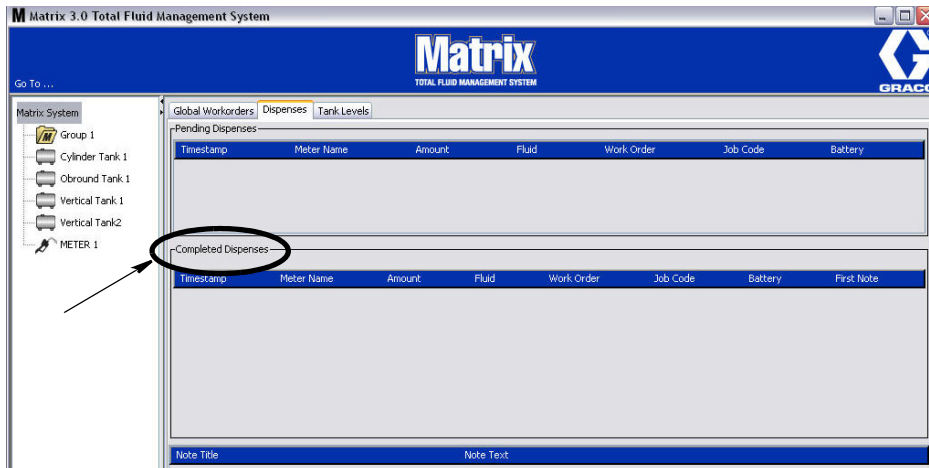 M Matrix 3.0 Total Fluid Management System
Matrix
TOTAL FLUID MANAGEMENT SYSTEM
Go To ...
GRACO
Matrix System
Group 1
Cylinder Tank 1
Obround Tank 1
Vertical Tank 1
Vertical Tank2
METER 1
Global Workorders Dispenses Tank Levels
Pending Dispenses
Timestamp Meter Name Amount Fluid Work Order Job Code Battery
Completed Dispenses
Timestamp Meter Name Amount Fluid Work Order Job Code Battery First Note
Note Title Note Text